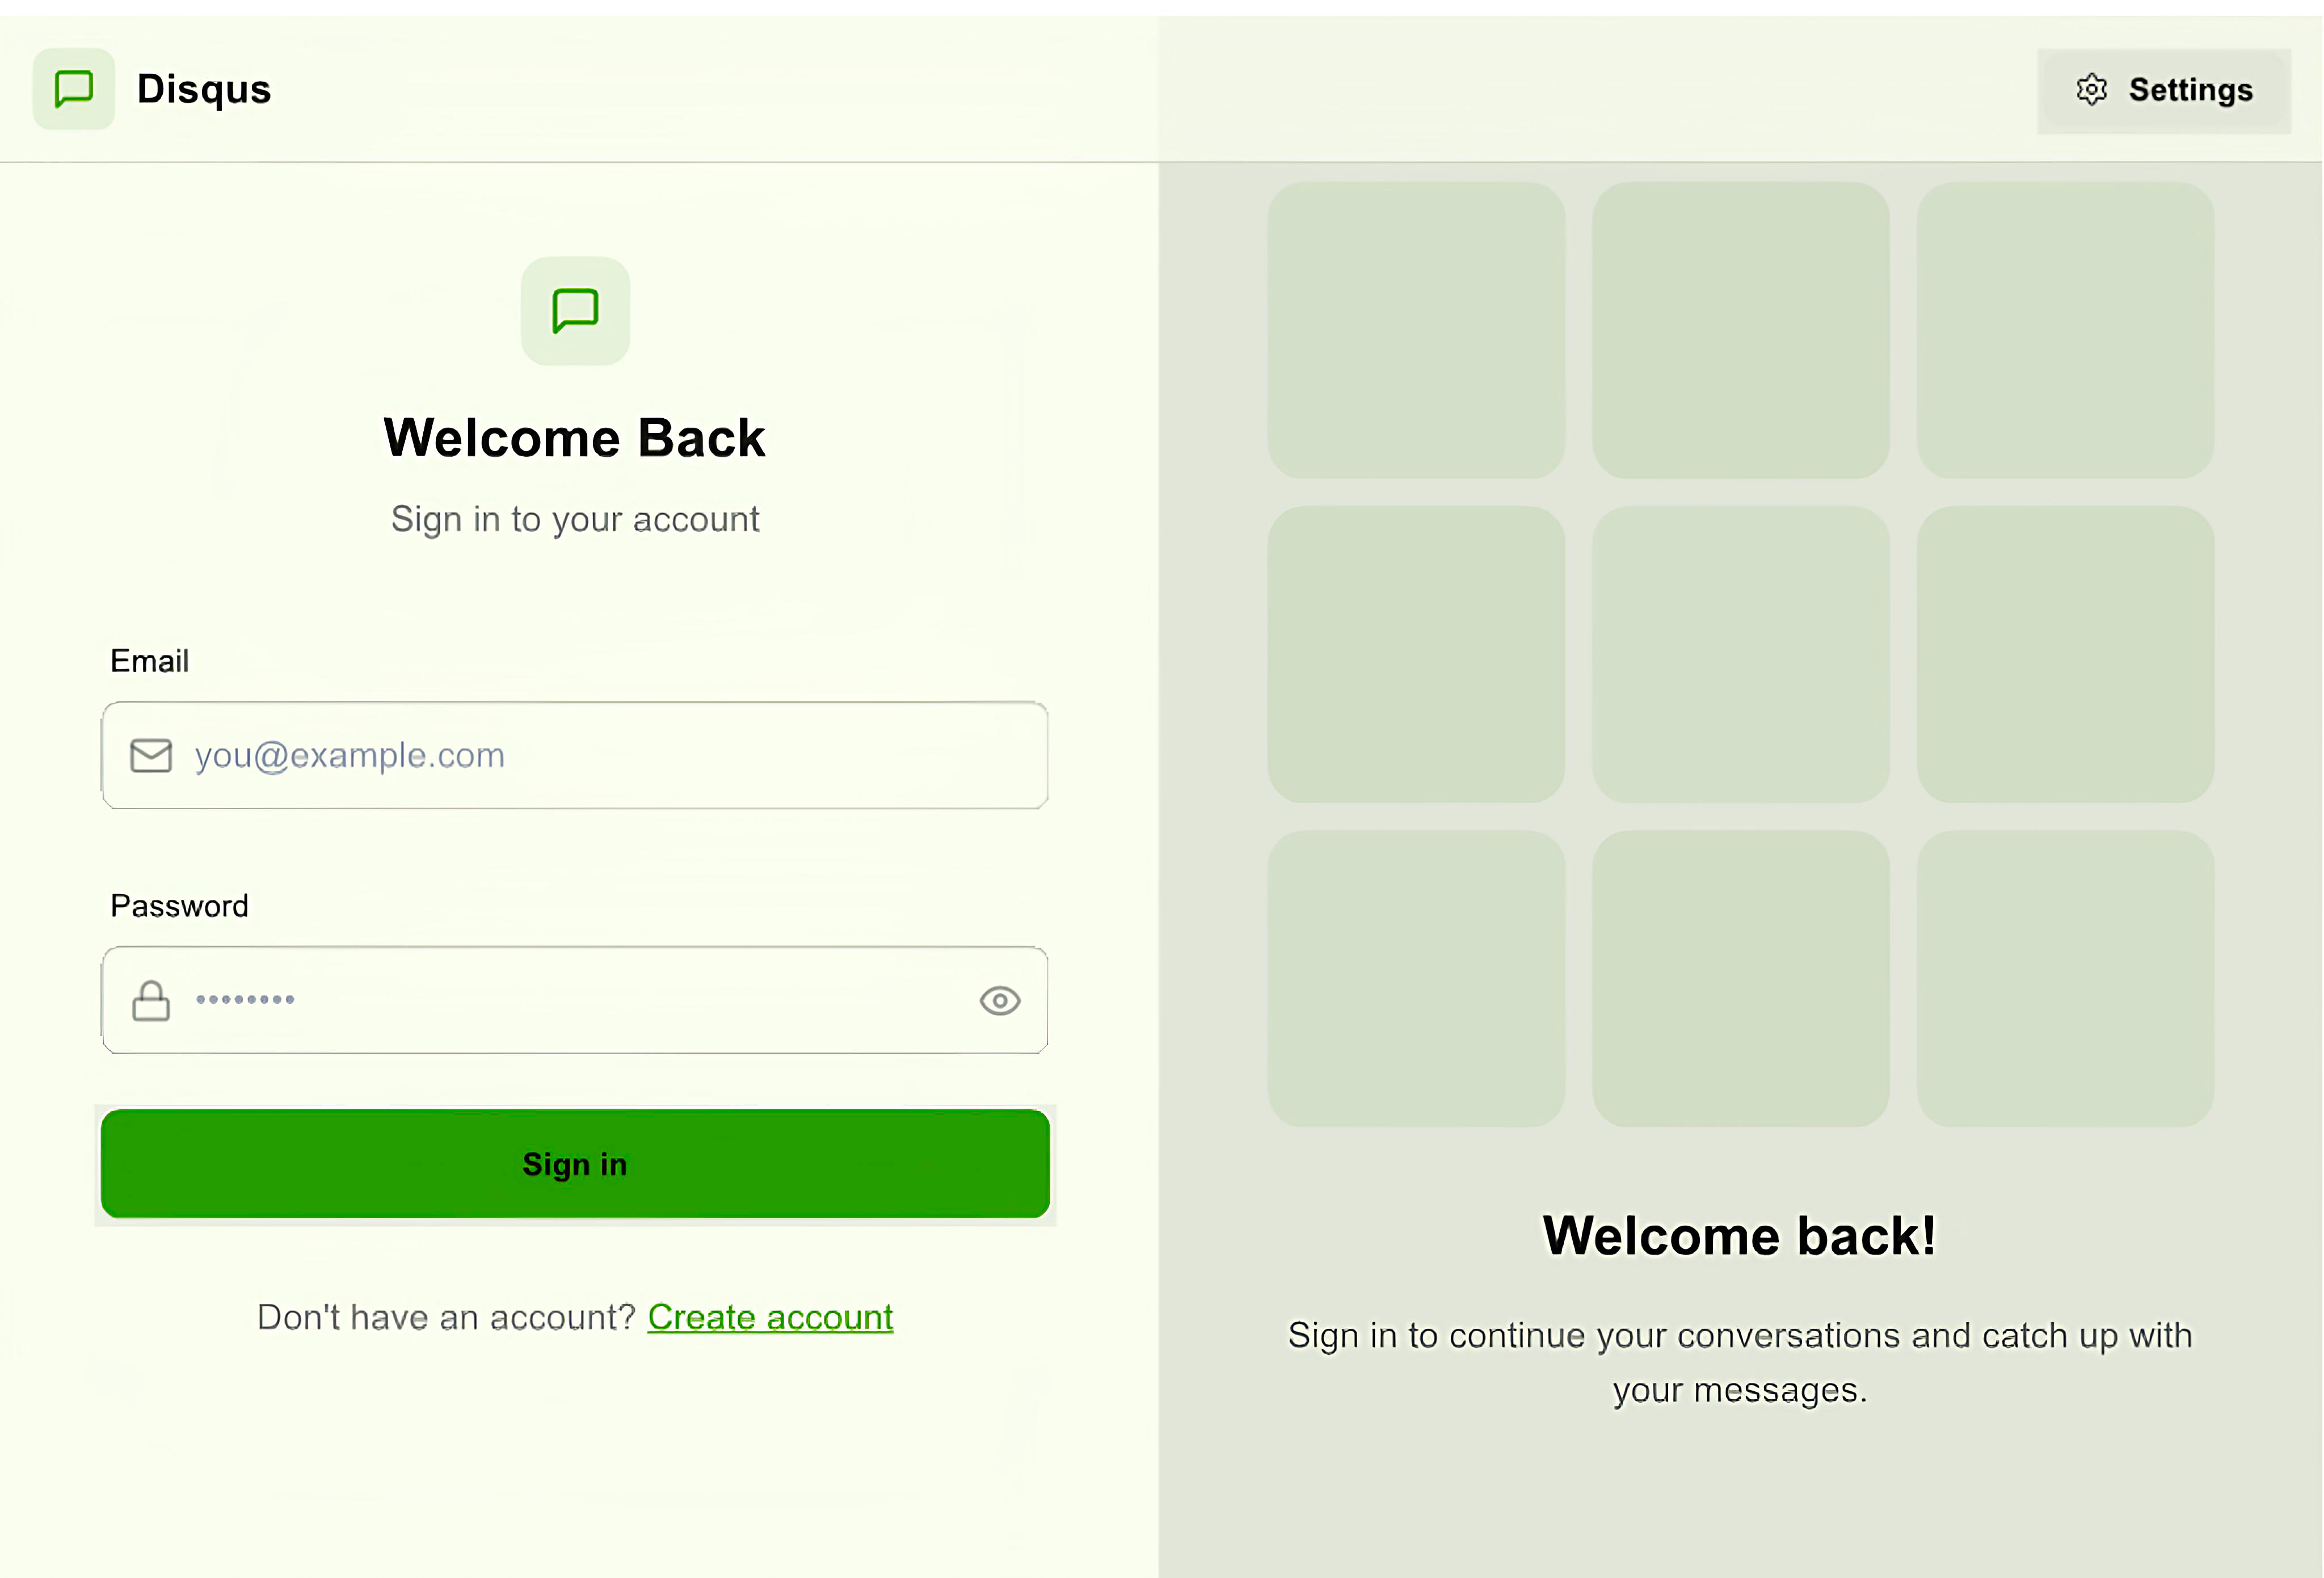 Disqus
Settings
Welcome Back
Sign in to your account
Email
you@example.com
Password
••••••••
Sign in
Don't have an account? Create account
Welcome back!
Sign in to continue your conversations and catch up with
your messages.